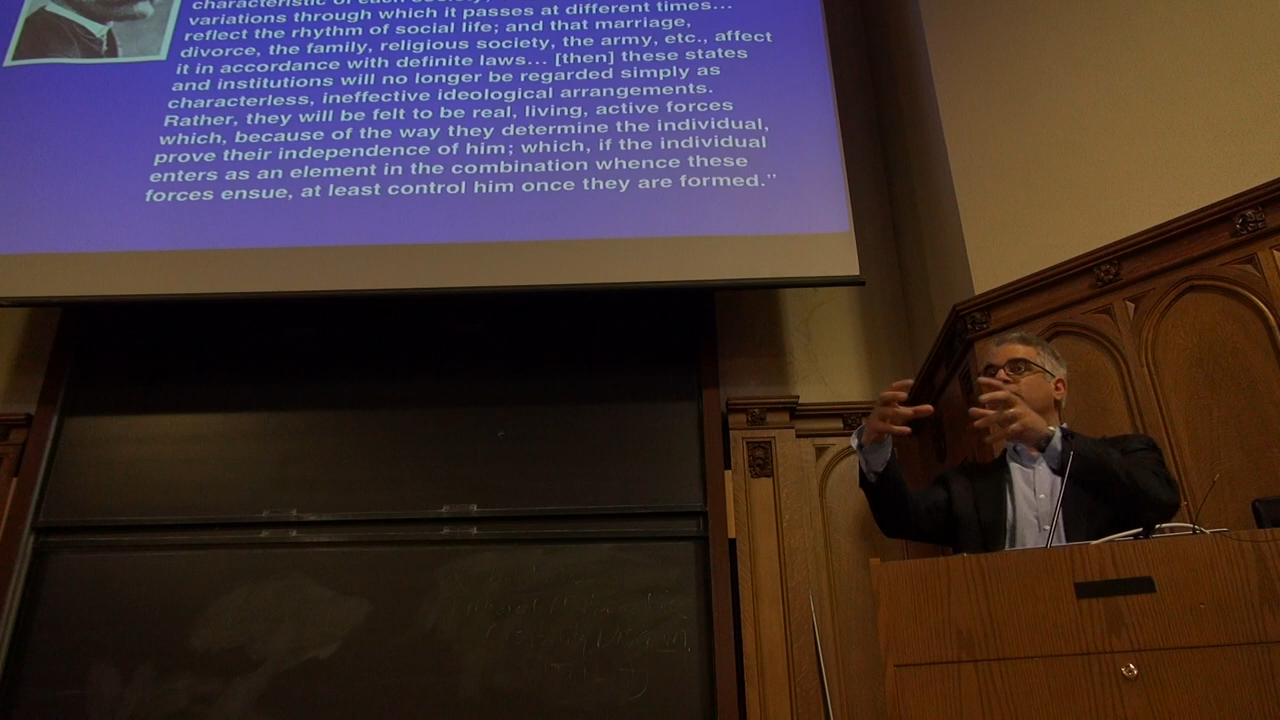 characteristic of each society,
variations through which it passes at different times…
reflect the rhythm of social life; and that marriage,
divorce, the family, religious society, the army, etc., affect
it in accordance with definite laws… [then] these states
and institutions will no longer be regarded simply as
characterless, ineffective ideological arrangements.
Rather, they will be felt to be real, living, active forces
which, because of the way they determine the individual,
prove their independence of him; which, if the individual
enters as an element in the combination whence these
forces ensue, at least control him once they are formed.”